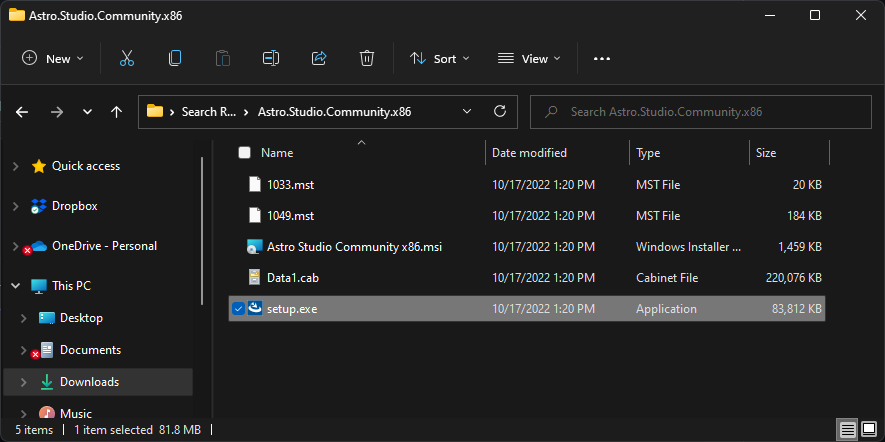 Astro.Studio.Community.x86
New
Sort
View
Search R... Astro.Studio.Community.x86
Search Astro.Studio.Community.x86
Name Date modified Type Size
Quick access
Dropbox
OneDrive - Personal
This PC
Desktop
Documents
Downloads
Music
1033.mst 10/17/2022 1:20 PM MST File 20 KB
1049.mst 10/17/2022 1:20 PM MST File 184 KB
Astro Studio Community x86.msi 10/17/2022 1:20 PM Windows Installer ... 1,459 KB
Data1.cab 10/17/2022 1:20 PM Cabinet File 220,076 KB
setup.exe 10/17/2022 1:20 PM Application 83,812 KB
5 items 1 item selected 81.8 MB